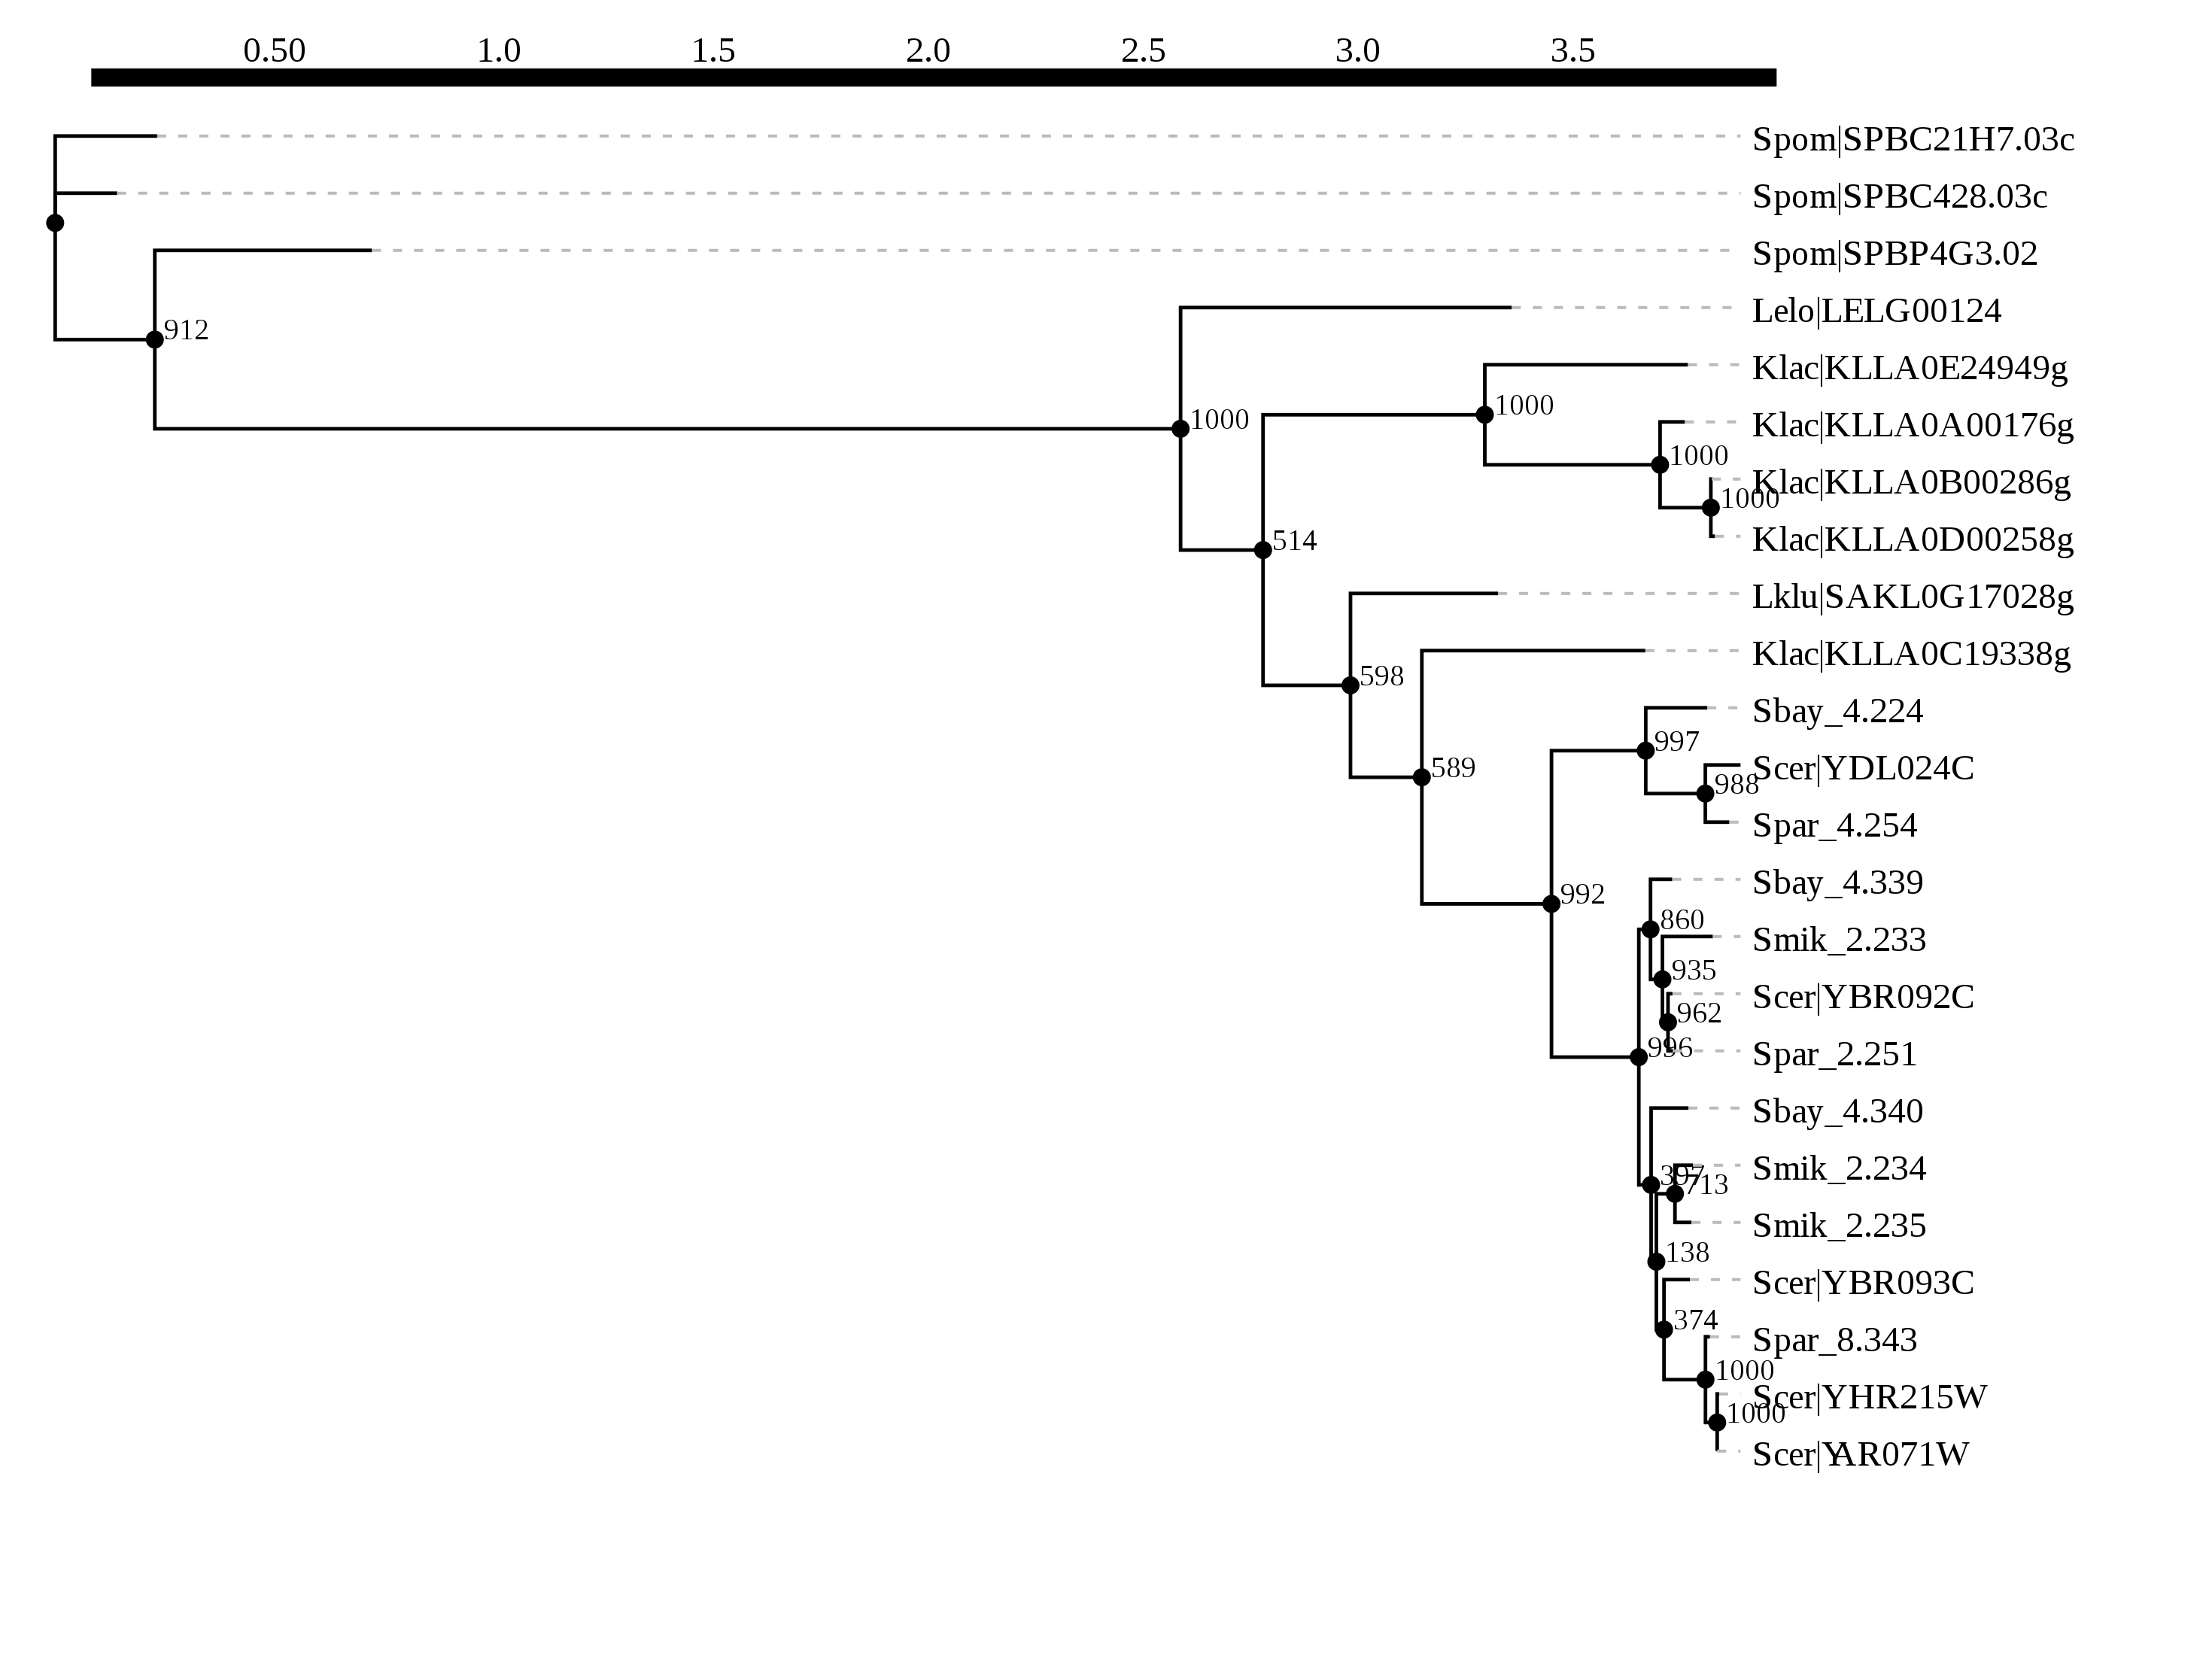 0.50 1.0 1.5 2.0 2.5 3.0 3.5
Spom|SPBC21H7.03c
Spom|SPBC428.03c
Spom|SPBP4G3.02
Lelo|LELG00124
912
Klac|KLLA0E24949g
1000
1000
Klac|KLLA0A00176g
1000
Klac|KLLA0B00286g
1000
Klac|KLLA0D00258g
514
Lklu|SAKL0G17028g
Klac|KLLA0C19338g
598
Sbay_4.224
997
Scer|YDL024C
589
988
Spar_4.254
Sbay_4.339
992
860
Smik_2.233
935
Scer|YBR092C
962
996
Spar_2.251
Sbay_4.340
Smik_2.234
397
713
Smik_2.235
138
Scer|YBR093C
374
Spar_8.343
1000
Scer|YHR215W
1000
Scer|YAR071W